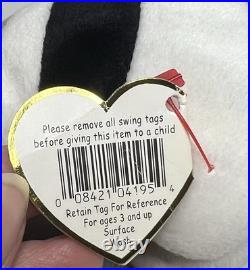 Please remove all swing tags
before giving this item to a child
0 08421 04195 4
Retain Tag For Reference
For ages 3 and up
Surface
Wash